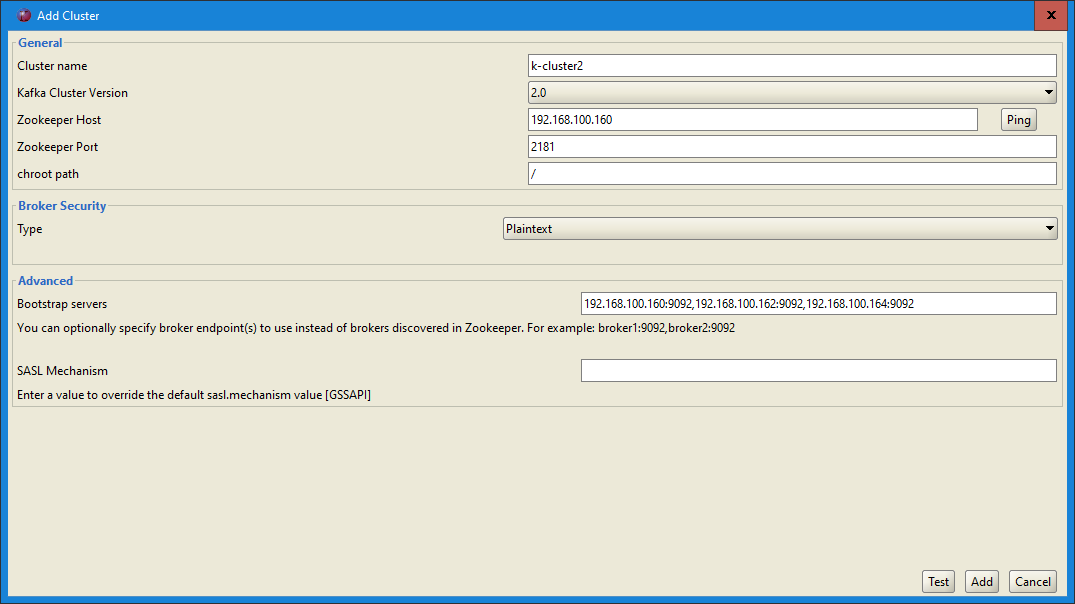 Add Cluster
General
Cluster name k-cluster2
Kafka Cluster Version 2.0
Zookeeper Host 192.168.100.160 Ping
Zookeeper Port 2181
chroot path /
Broker Security
Type Plaintext
Advanced
Bootstrap servers 192.168.100.160:9092,192.168.100.162:9092,192.168.100.164:9092
You can optionally specify broker endpoint(s) to use instead of brokers discovered in Zookeeper. For example: broker1:9092,broker2:9092
SASL Mechanism
Enter a value to override the default sasl.mechanism value [GSSAPI]
Test Add Cancel